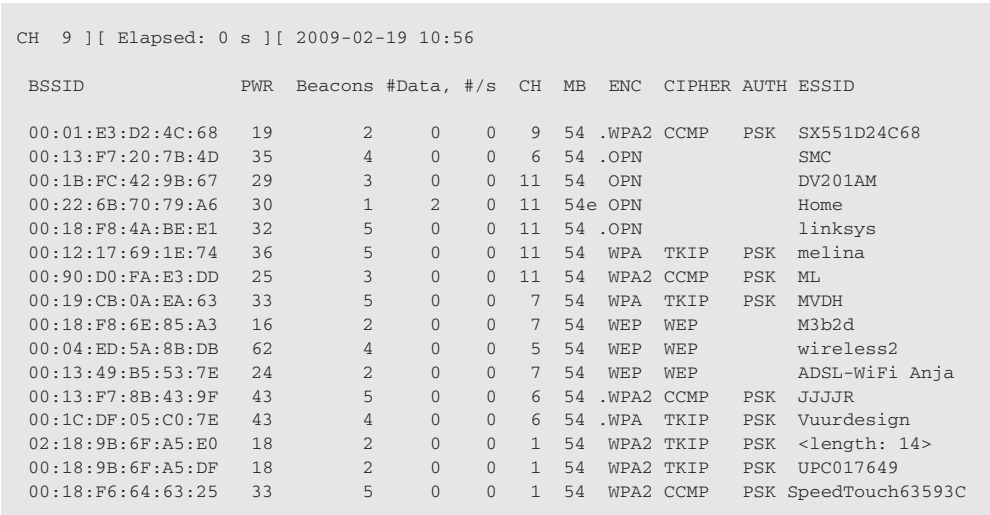 CH  9 ][ Elapsed: 0 s ][ 2009-02-19 10:56
BSSID              PWR  Beacons #Data, #/s  CH  MB  ENC  CIPHER AUTH ESSID
00:01:E3:D2:4C:68  19        2      0    0   9  54 .WPA2 CCMP   PSK  SX551D24C68
00:13:F7:20:7B:4D  35        4      0    0   6  54 .OPN              SMC
00:1B:FC:42:9B:67  29        3      0    0  11  54  OPN              DV201AM
00:22:6B:70:79:A6  30        1      2    0  11  54e OPN              Home
00:18:F8:4A:BE:E1  32        5      0    0  11  54 .OPN              linksys
00:12:17:69:1E:74  36        5      0    0  11  54  WPA  TKIP   PSK  melina
00:90:D0:FA:E3:DD  25        3      0    0  11  54  WPA2 CCMP   PSK  ML
00:19:CB:0A:EA:63  33        5      0    0   7  54  WPA  TKIP   PSK  MVDH
00:18:F8:6E:85:A3  16        2      0    0   7  54  WEP  WEP         M3b2d
00:04:ED:5A:8B:DB  62        4      0    0   5  54  WEP  WEP         wireless2
00:13:49:B5:53:7E  24        2      0    0   7  54  WEP  WEP         ADSL-WiFi Anja
00:13:F7:8B:43:9F  43        5      0    0   6  54 .WPA2 CCMP   PSK  JJJJR
00:1C:DF:05:C0:7E  43        4      0    0   6  54 .WPA  TKIP   PSK  Vuurdesign
02:18:9B:6F:A5:E0  18        2      0    0   1  54  WPA2 TKIP   PSK  <length: 14>
00:18:9B:6F:A5:DF  18        2      0    0   1  54  WPA2 TKIP   PSK  UPC017649
00:18:F6:64:63:25  33        5      0    0   1  54  WPA2 CCMP   PSK SpeedTouch63593C